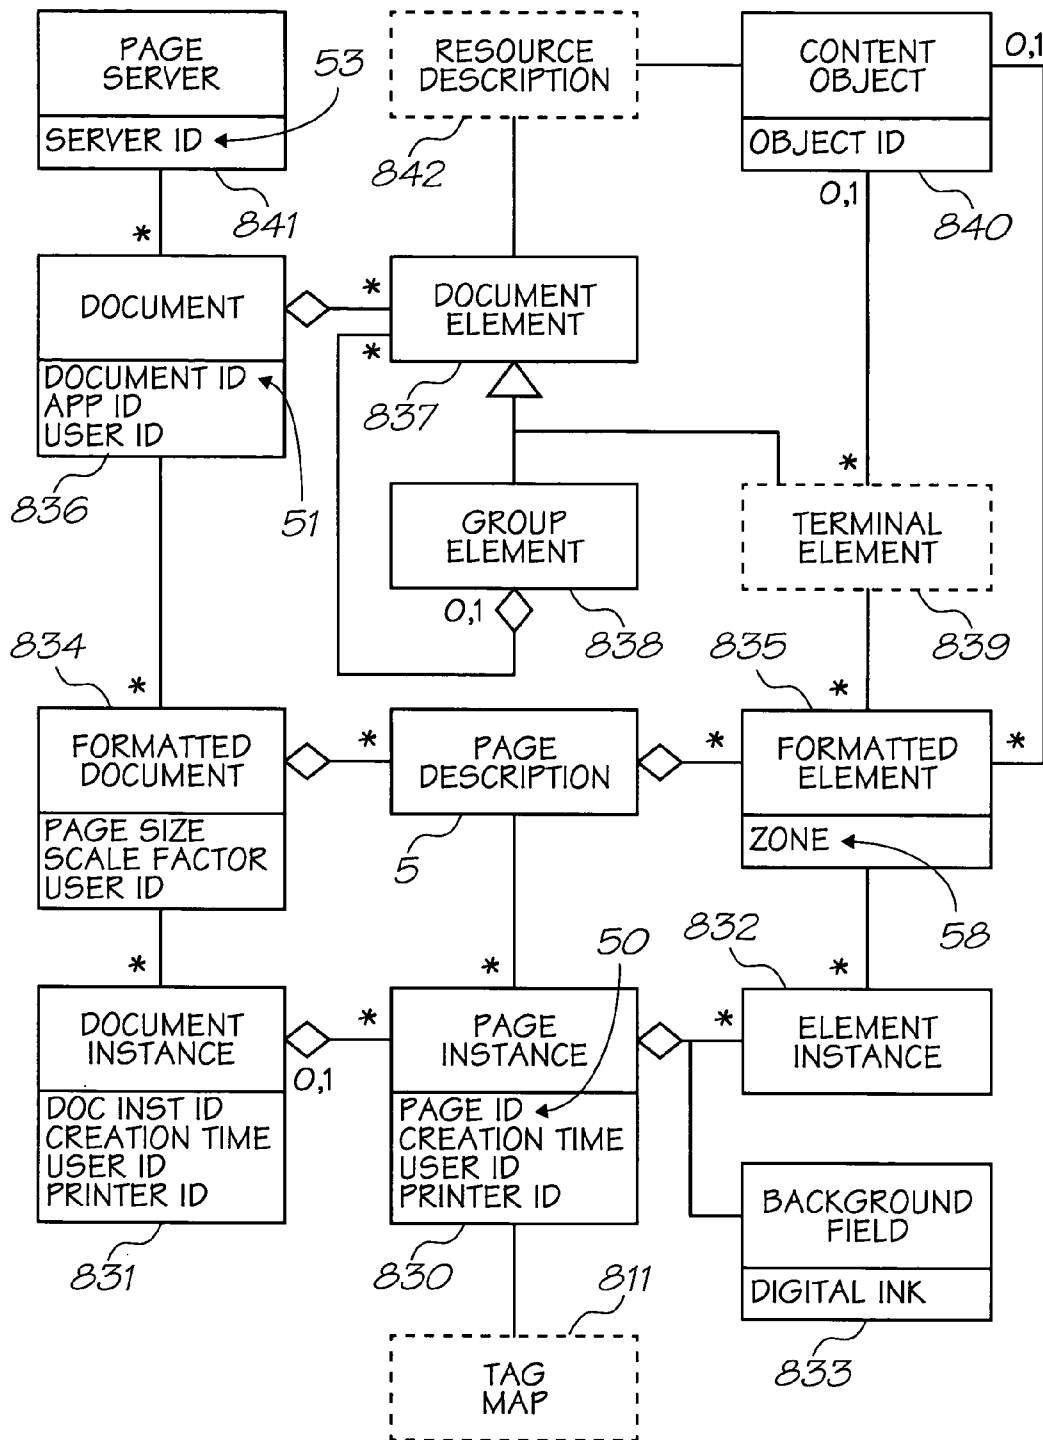 PAGE
SERVER
53
SERVER ID
841
*
RESOURCE
DESCRIPTION
842
CONTENT
OBJECT
0,1
OBJECT ID
0,1
840
DOCUMENT
DOCUMENT ID
APP ID
USER ID
836
51
*
DOCUMENT
ELEMENT
*
837
GROUP
ELEMENT
0,1
838
*
TERMINAL
ELEMENT
839
834
*
FORMATTED
DOCUMENT
PAGE SIZE
SCALE FACTOR
USER ID
*
PAGE
DESCRIPTION
5
835
*
*
FORMATTED
ELEMENT
*
ZONE
58
*
DOCUMENT
INSTANCE
0,1
DOC INST ID
CREATION TIME
USER ID
PRINTER ID
831
50
*
*
PAGE
INSTANCE
PAGE ID
CREATION TIME
USER ID
PRINTER ID
830
832
*
*
ELEMENT
INSTANCE
BACKGROUND
FIELD
DIGITAL INK
833
811
TAG
MAP